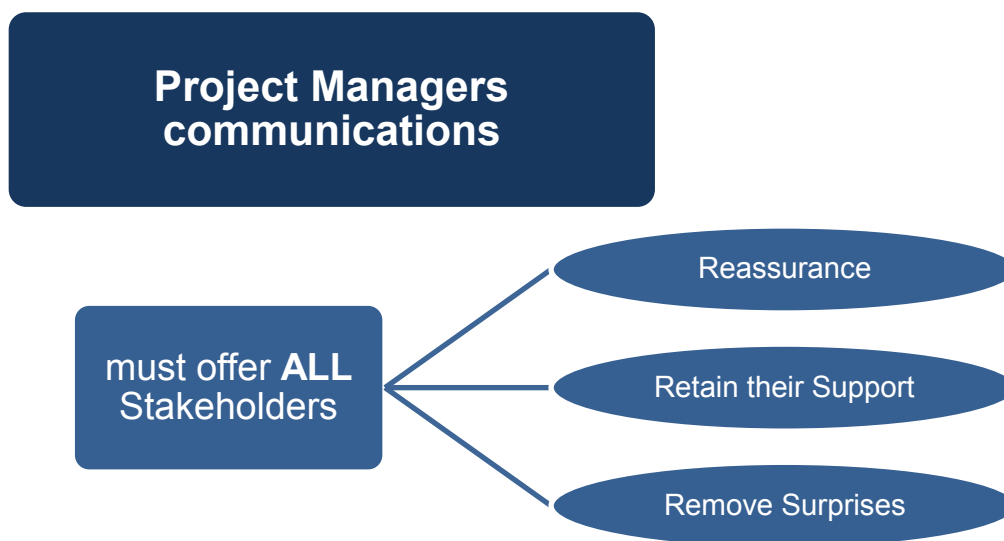 Project Managers
communications
must offer ALL
Stakeholders
Reassurance
Retain their Support
Remove Surprises